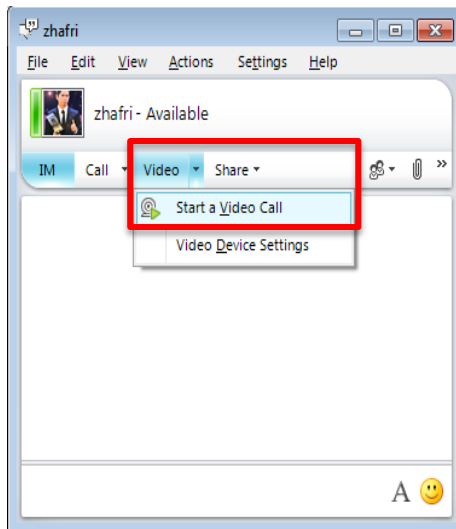 zhafri
File Edit View Actions Settings Help
zhafri - Available
IM Call Video Share
Start a Video Call
Video Device Settings
A